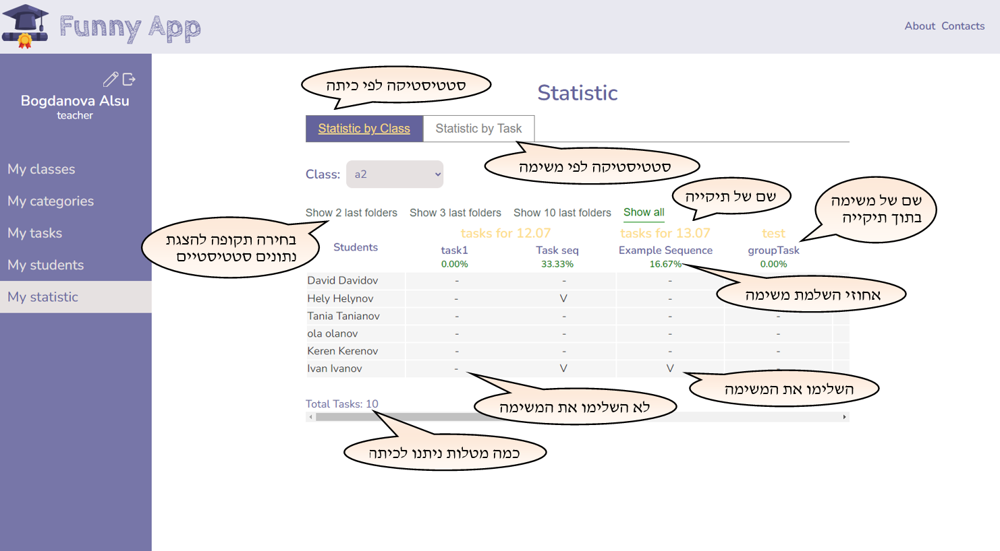 Funny App
About Contacts
Bogdanova Alsu
teacher
My classes
My categories
My tasks
My students
My statistic
סטטיסטיקה לפי כיתה
Statistic
Statistic by Class
Statistic by Task
סטטיסטיקה לפי משימה
Class:
a2
שם של תיקייה
שם של משימה
בתוך תיקייה
Show 2 last folders
Show 3 last folders
Show 10 last folders
Show all
בחירה תקופה להצגת
נתונים סטטיסטיים
tasks for 12.07
tasks for 13.07
test
Students
task1
Task seq
Example Sequence
groupTask
0.00%
33.33%
16.67%
0.00%
אחוזי השלמת משימה
David Davidov - - -
Hely Helynov - V -
Tania Tanianov - - - -
ola olanov - - - -
Keren Kerenov - - - -
Ivan Ivanov - V V -
השלימו את המשימה
לא השלימו את המשימה
Total Tasks: 10
כמה מטלות ניתנו לכיתה